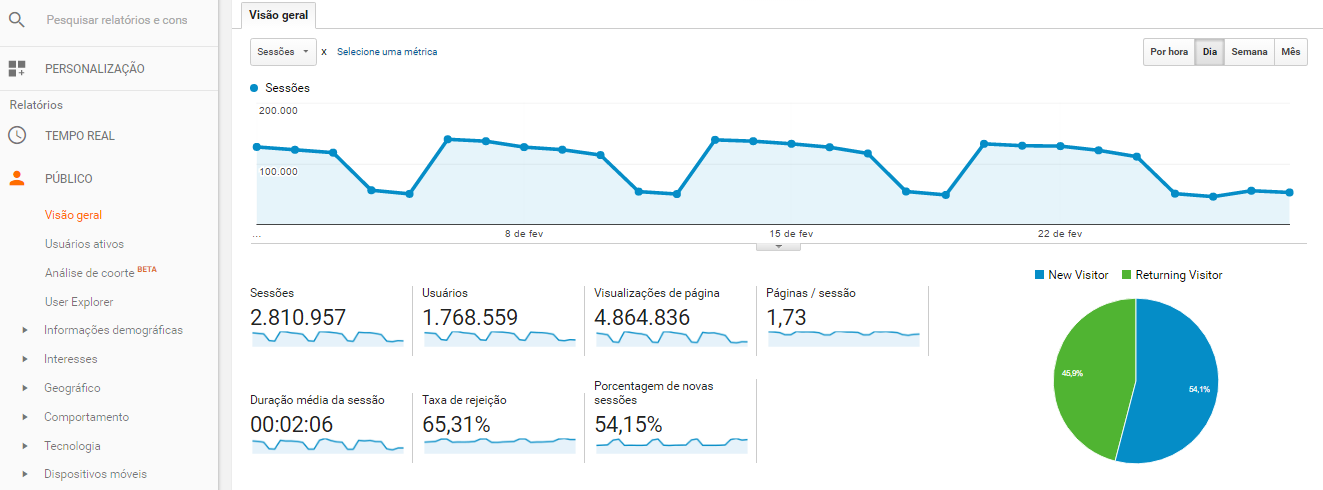 Pesquisar relatórios e cons
PERSONALIZAÇÃO
Relatórios
TEMPO REAL
PÚBLICO
Visão geral
Usuários ativos
Análise de coorte BETA
User Explorer
Informações demográficas
Interesses
Geográfico
Comportamento
Tecnologia
Dispositivos móveis
Visão geral
Sessões x Selecione uma métrica
Por hora Dia Semana Mês
Sessões
200.000
100.000
... 8 de fev 15 de fev 22 de fev
Sessões
2.810.957
Usuários
1.768.559
Visualizações de página
4.864.836
Páginas / sessão
1,73
Duração média da sessão
00:02:06
Taxa de rejeição
65,31%
Porcentagem de novas
sessões
54,15%
New Visitor Returning Visitor
45,9%
54,1%